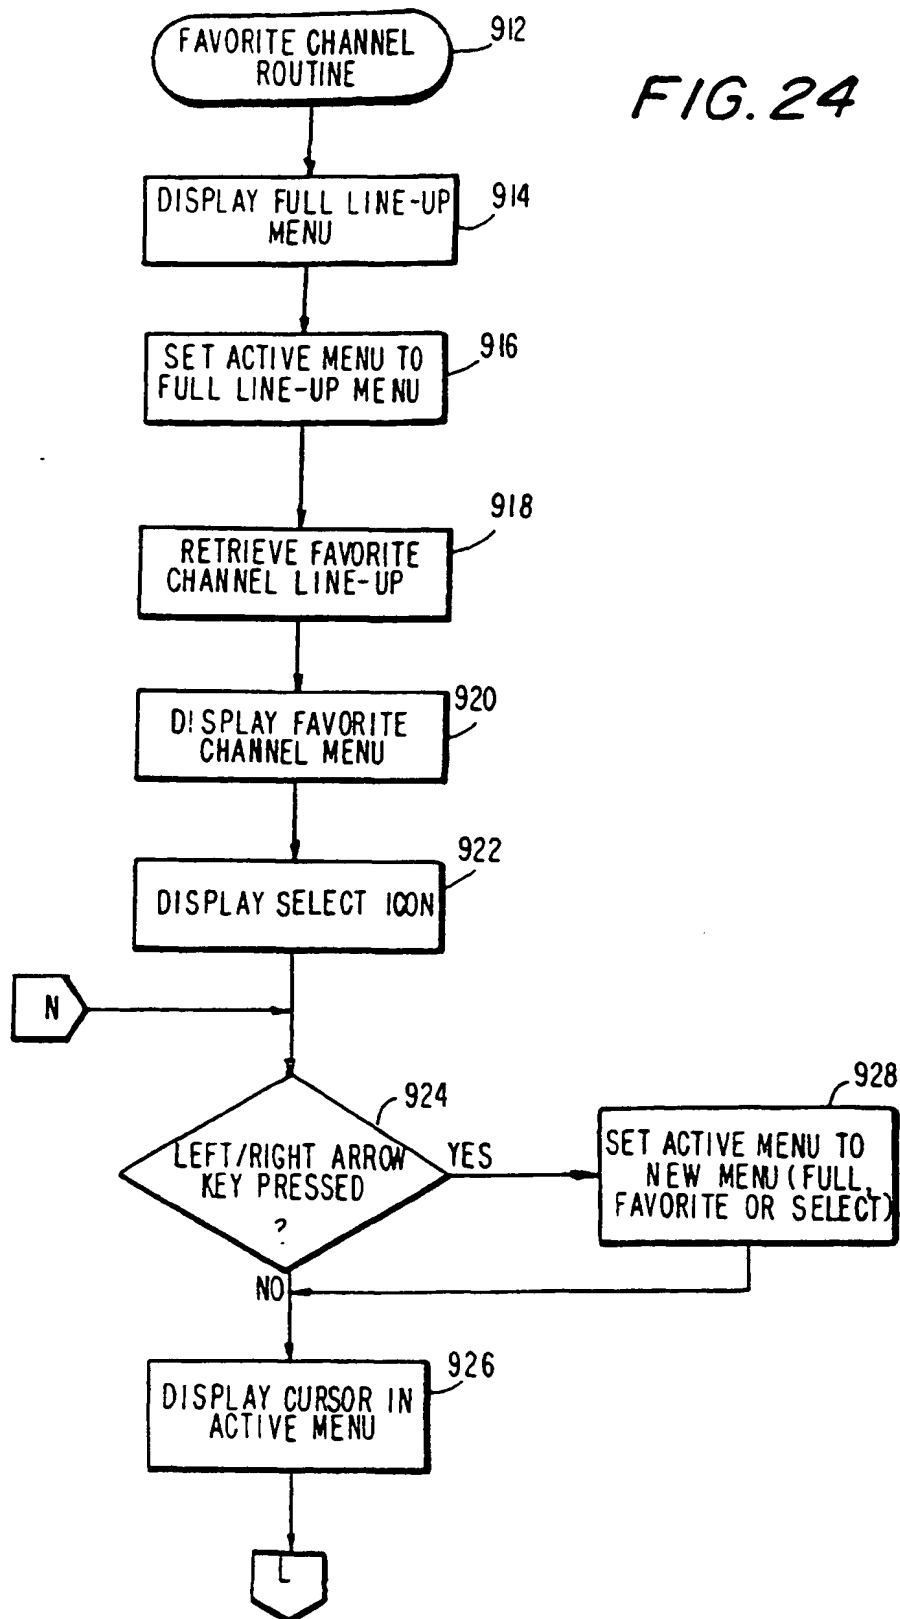 FAVORITE CHANNEL
ROUTINE
912
FIG. 24
DISPLAY FULL LINE-UP
MENU
914
SET ACTIVE MENU TO
FULL LINE-UP MENU
916
RETRIEVE FAVORITE
CHANNEL LINE-UP
918
DISPLAY FAVORITE
CHANNEL MENU
920
DISPLAY SELECT ICON
922
N
LEFT/RIGHT ARROW
KEY PRESSED
?
924
YES
SET ACTIVE MENU TO
NEW MENU (FULL,
FAVORITE OR SELECT)
928
NO
DISPLAY CURSOR IN
ACTIVE MENU
926
L